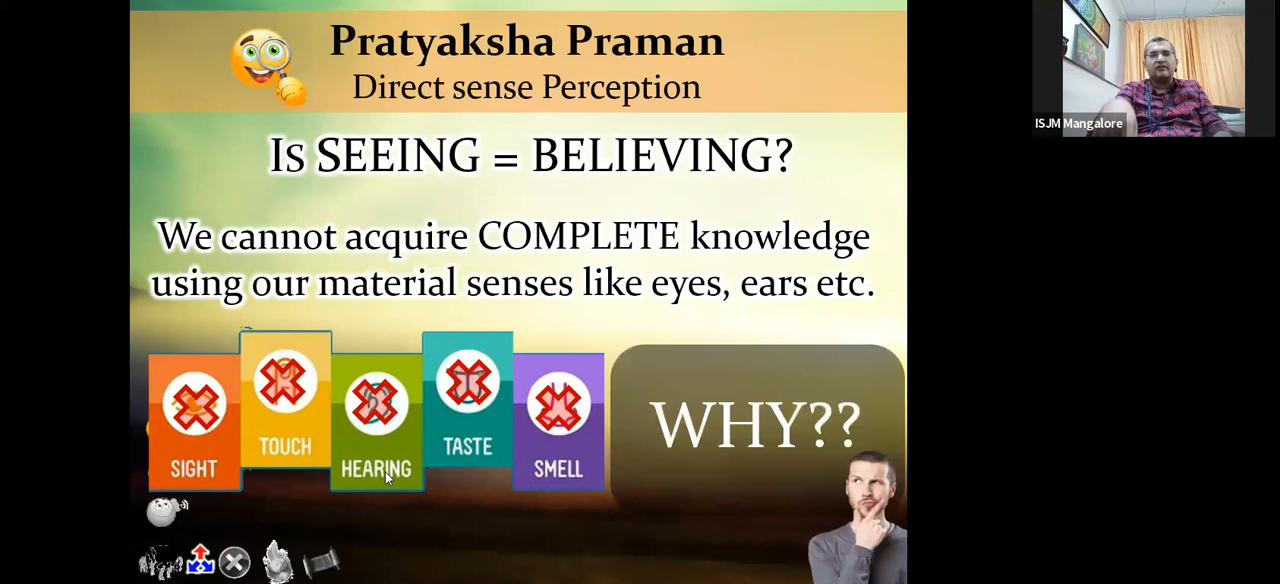 Pratyaksha Praman
Direct sense Perception
IS SEEING = BELIEVING?
We cannot acquire COMPLETE knowledge
using our material senses like eyes, ears etc.
SIGHT
TOUCH
HEARING
TASTE
SMELL
WHY??
ISJM Mangalore